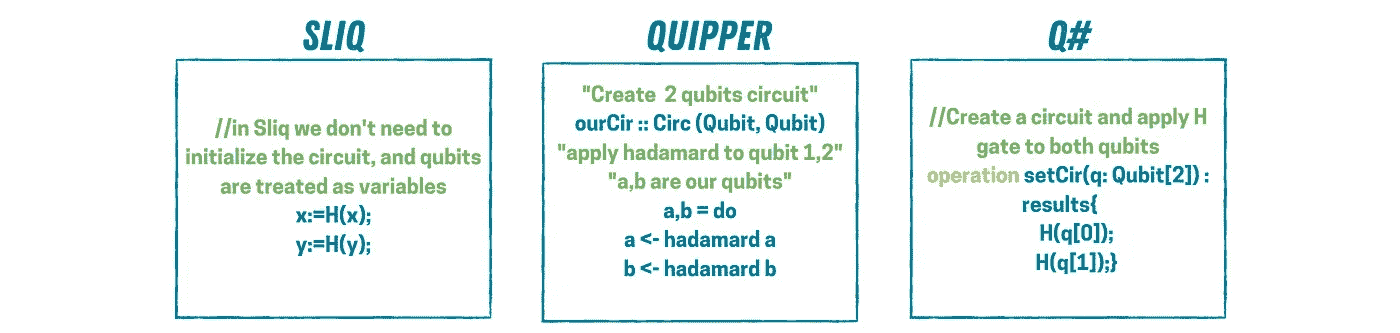 SLIQ
//in Sliq we don't need to
initialize the circuit, and qubits
are treated as variables
x:=H(x);
y:=H(y);
QUIPPER
"Create 2 qubits circuit"
ourCir :: Circ (Qubit, Qubit)
"apply hadamard to qubit 1,2"
"a,b are our qubits"
a,b = do
a <- hadamard a
b <- hadamard b
Q#
//Create a circuit and apply H
gate to both qubits
operation setCir(q: Qubit[2]) :
results{
H(q[0]);
H(q[1]);}